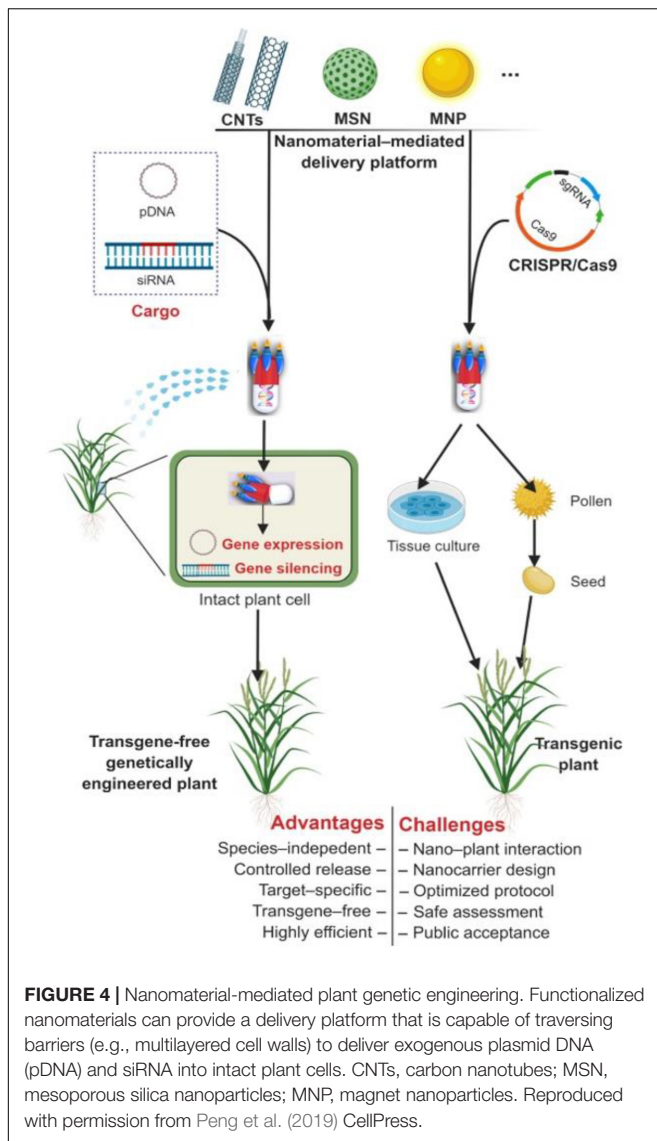 CNTs MSN MNP ...
Nanomaterial–mediated
delivery platform
pDNA
siRNA
Cargo
sgRNA
Cas9
CRISPR/Cas9
Gene expression
Gene silencing
Intact plant cell
Tissue culture
Pollen
Seed
Transgene-free
genetically
engineered plant
Transgenic
plant
Advantages Challenges
Species–indepedent – – Nano–plant interaction
Controlled release – – Nanocarrier design
Target–specific – – Optimized protocol
Transgene–free – – Safe assessment
Highly efficient – – Public acceptance
FIGURE 4 | Nanomaterial-mediated plant genetic engineering. Functionalized
nanomaterials can provide a delivery platform that is capable of traversing
barriers (e.g., multilayered cell walls) to deliver exogenous plasmid DNA
(pDNA) and siRNA into intact plant cells. CNTs, carbon nanotubes; MSN,
mesoporous silica nanoparticles; MNP, magnet nanoparticles. Reproduced
with permission from Peng et al. (2019) CellPress.